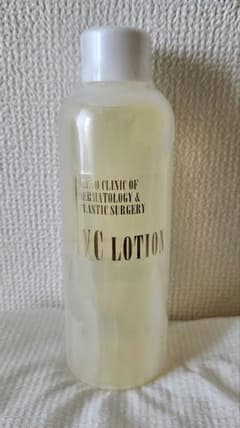 CLINIC OF
DERMATOLOGY &
PLASTIC SURGERY
VC LOTION